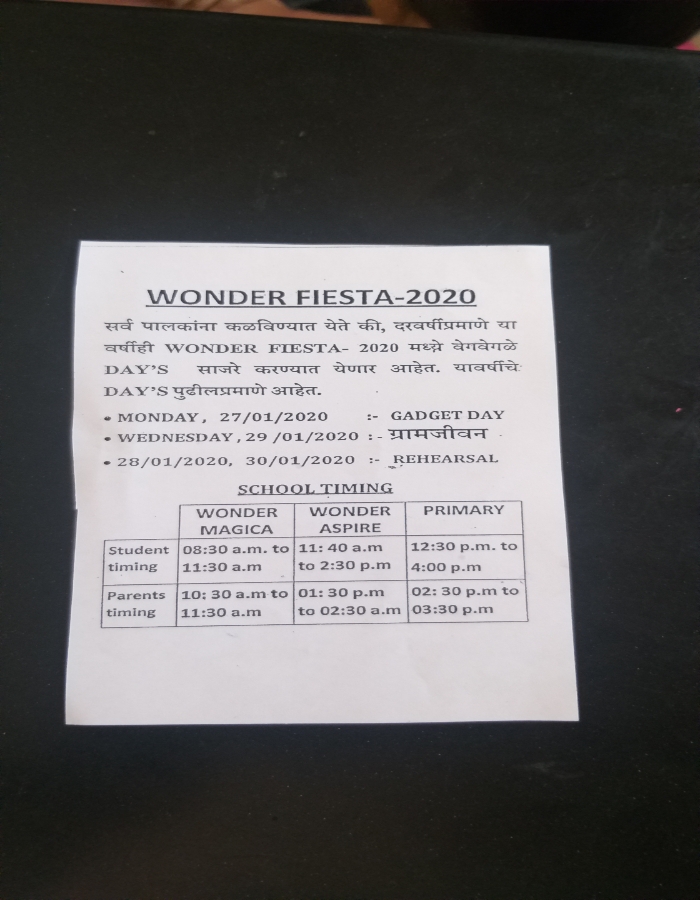 WONDER FIESTA-2020
सर्व पालकांना कळविण्यात येते की, दरवर्षीप्रमाणे या
वर्षीही WONDER FIESTA- 2020 मध्ये वेगवेगळे
DAY'S साजरे करण्यात येणार आहेत. यावर्षीचे
DAY'S पुढीलप्रमाणे आहेत.
• MONDAY, 27/01/2020 :- GADGET DAY
• WEDNESDAY, 29 /01/2020 :- ग्रामजीवन
• 28/01/2020, 30/01/2020 :- REHEARSAL
SCHOOL TIMING
WONDER WONDER PRIMARY
MAGICA ASPIRE
Student 08:30 a.m. to 11: 40 a.m 12:30 p.m. to
timing 11:30 a.m to 2:30 p.m 4:00 p.m
Parents 10: 30 a.m to 01: 30 p.m 02: 30 p.m to
timing 11:30 a.m to 02:30 a.m 03:30 p.m